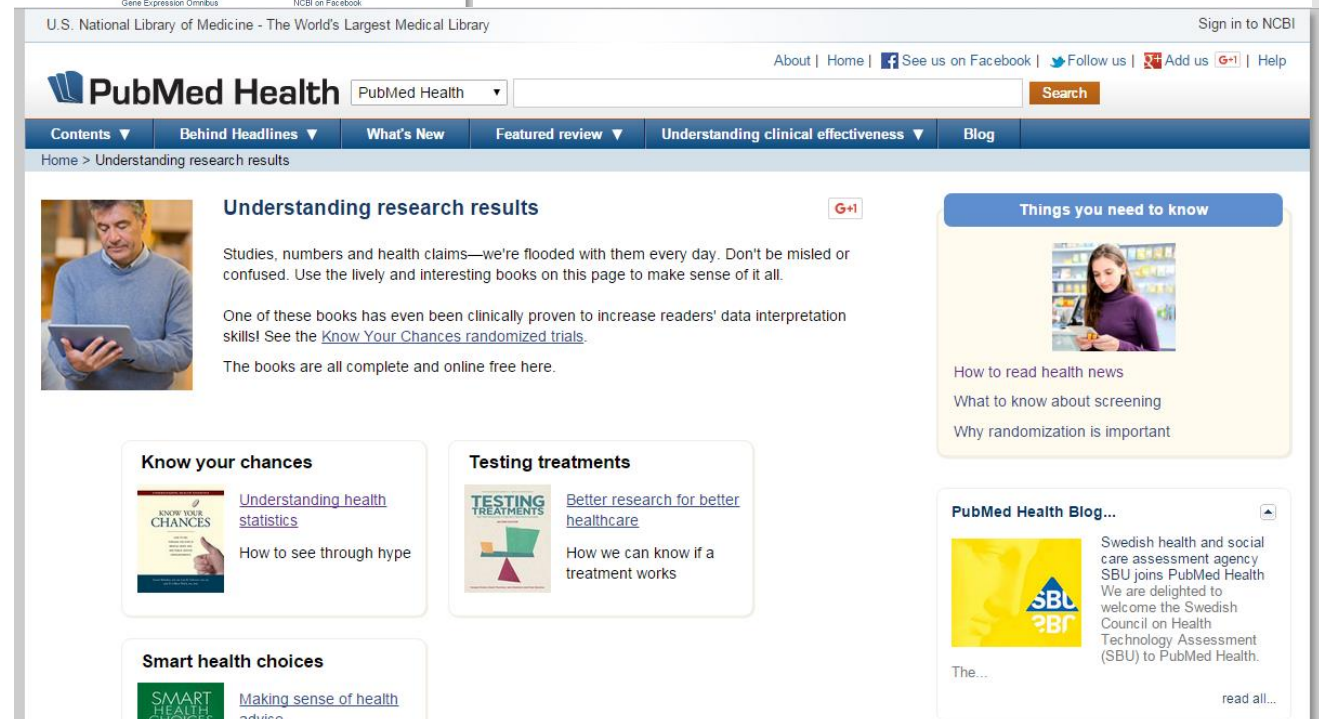 Gene Expression Omnibus NCBI on Facebook
U.S. National Library of Medicine - The World's Largest Medical Library Sign in to NCBI
About | Home | See us on Facebook | Follow us | Add us G+1 | Help
PubMed Health PubMed Health Search
Contents ▼ Behind Headlines ▼ What's New Featured review ▼ Understanding clinical effectiveness ▼ Blog
Home > Understanding research results
Understanding research results G+1
Studies, numbers and health claims—we're flooded with them every day. Don't be misled or
confused. Use the lively and interesting books on this page to make sense of it all.
One of these books has even been clinically proven to increase readers' data interpretation
skills! See the Know Your Chances randomized trials.
The books are all complete and online free here.
Know your chances
KNOW YOUR
CHANCES
Understanding health
statistics
How to see through hype
Testing treatments
TESTING
TREATMENTS
Better research for better
healthcare
How we can know if a
treatment works
Smart health choices
SMART
HEALTH
CHOICES
Making sense of health
advice
Things you need to know
How to read health news
What to know about screening
Why randomization is important
PubMed Health Blog...
SBU
Swedish health and social
care assessment agency
SBU joins PubMed Health
We are delighted to
welcome the Swedish
Council on Health
Technology Assessment
(SBU) to PubMed Health.
The...
read all...